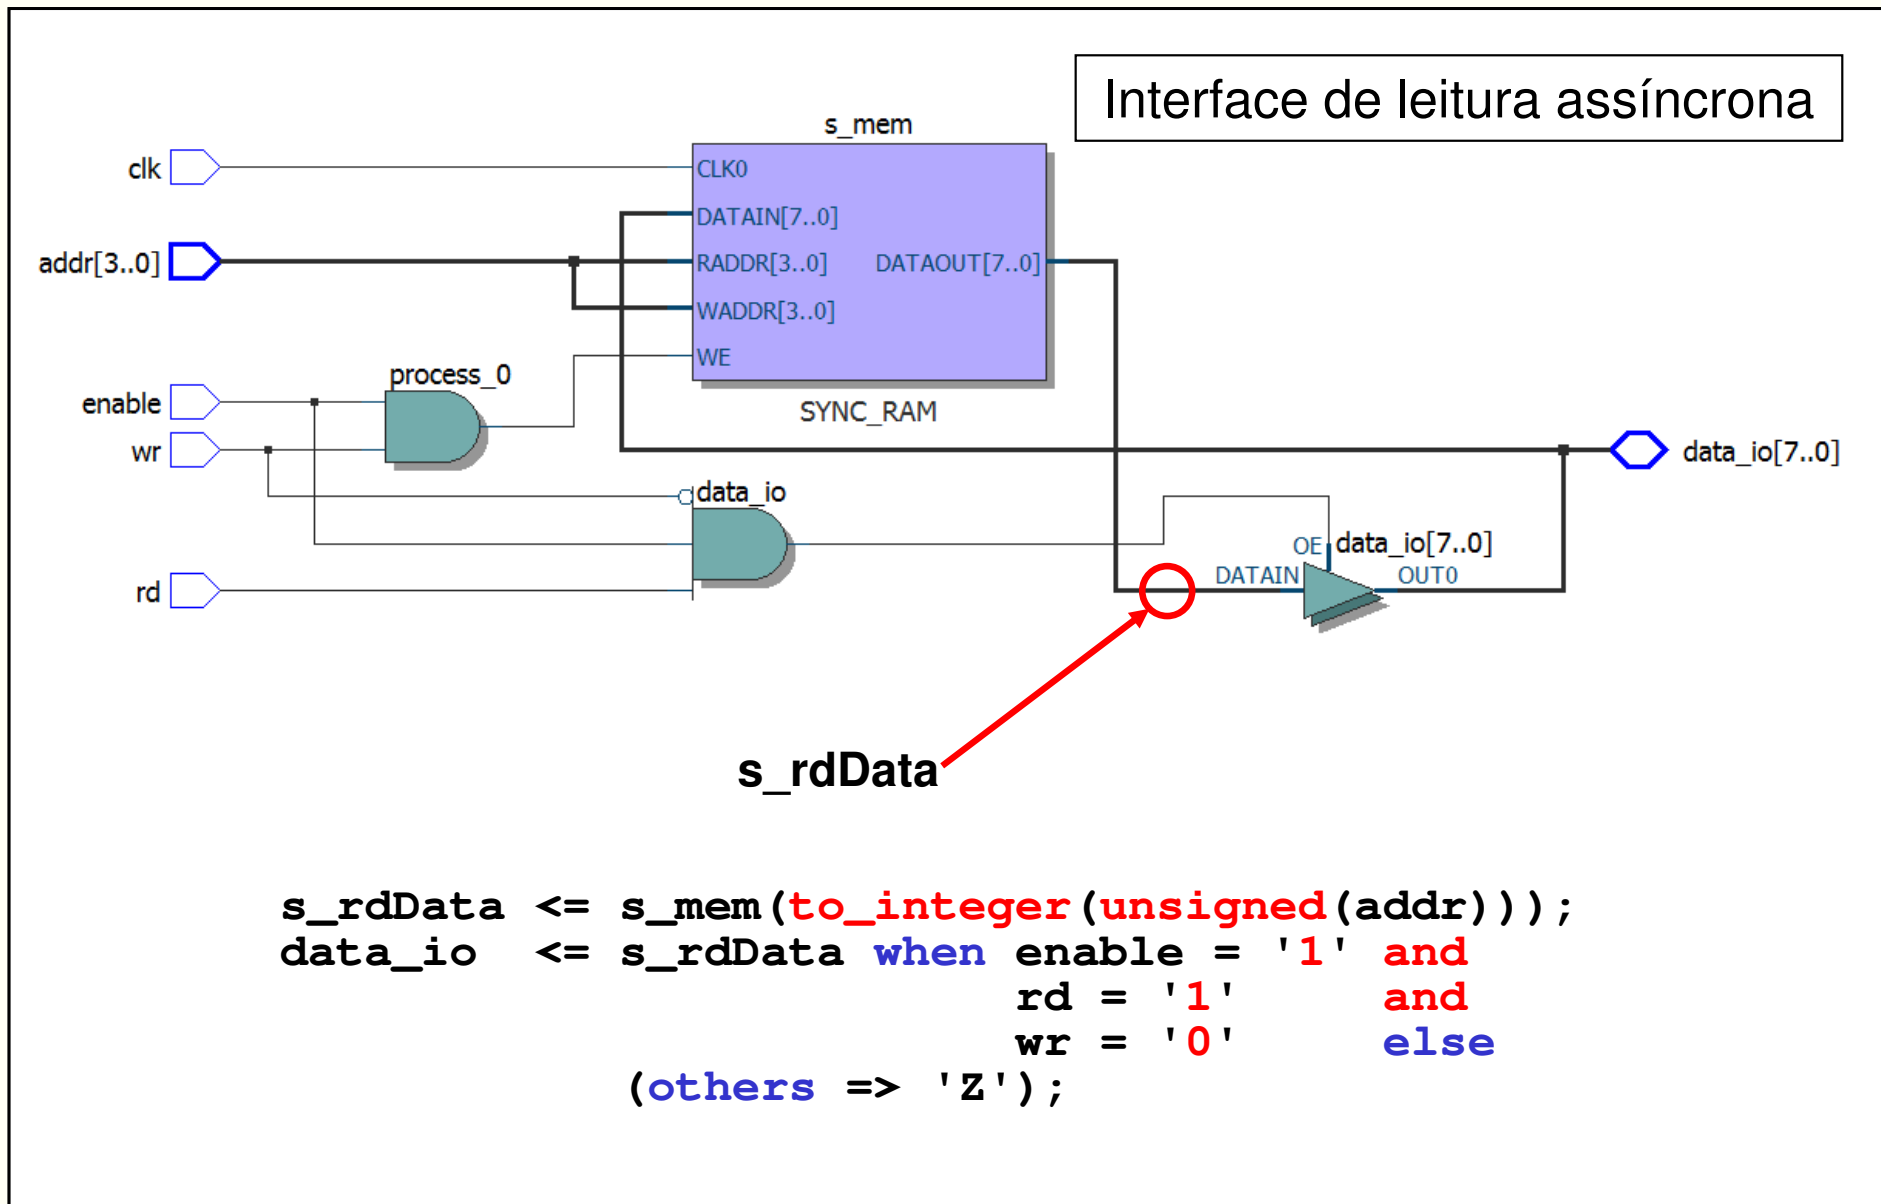 Interface de leitura assíncrona
s_mem
clk
CLK0
DATAIN[7..0]
addr[3..0]
RADDR[3..0]
DATAOUT[7..0]
WADDR[3..0]
WE
process_0
enable
SYNC_RAM
wr
data_io[7..0]
data_io
OE
data_io[7..0]
DATAIN
OUT0
rd
s_rdData
s_rdData <= s_mem(to_integer(unsigned(addr)));
data_io <= s_rdData when enable = '1' and
rd = '1' and
wr = '0' else
(others => 'Z');